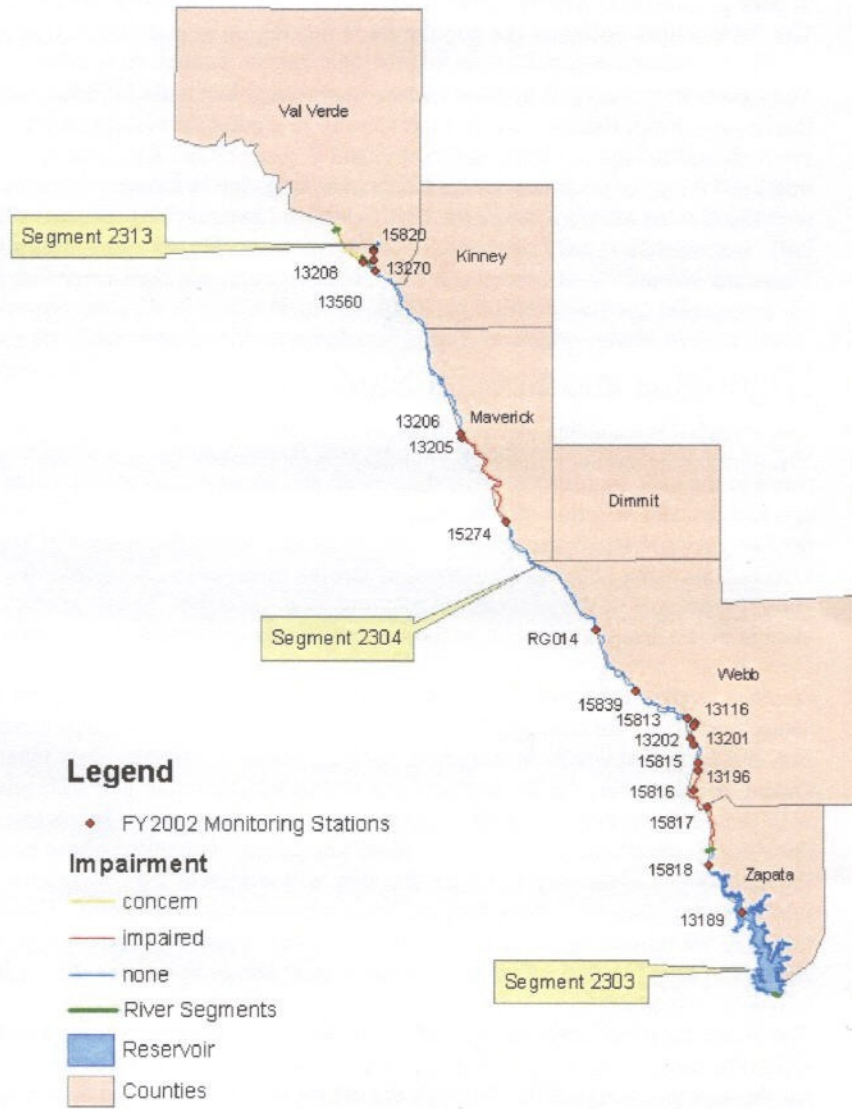 Val Verde
Segment 2313
15820
Kinney
13208
13270
13560
13206
Maverick
13205
Dimmit
15274
Segment 2304
RG014
Webb
15839
13116
15813
13202
13201
15815
13196
15816
15817
15818
Zapata
13189
Segment 2303
Legend
FY2002 Monitoring Stations
Impairment
concern
impaired
none
River Segments
Reservoir
Counties